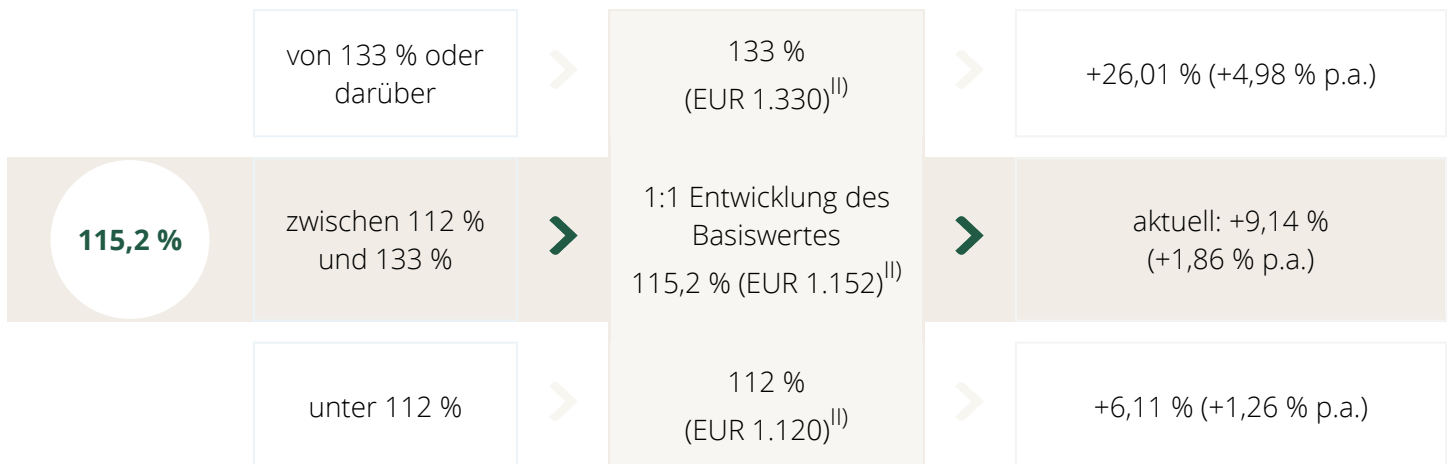 von 133 % oder
darüber
133 %
(EUR 1.330)II)
+26,01 % (+4,98 % p.a.)
115,2 %
zwischen 112 %
und 133 %
1:1 Entwicklung des
Basiswertes
115,2 % (EUR 1.152)II)
aktuell: +9,14 %
(+1,86 % p.a.)
unter 112 %
112 %
(EUR 1.120)II)
+6,11 % (+1,26 % p.a.)